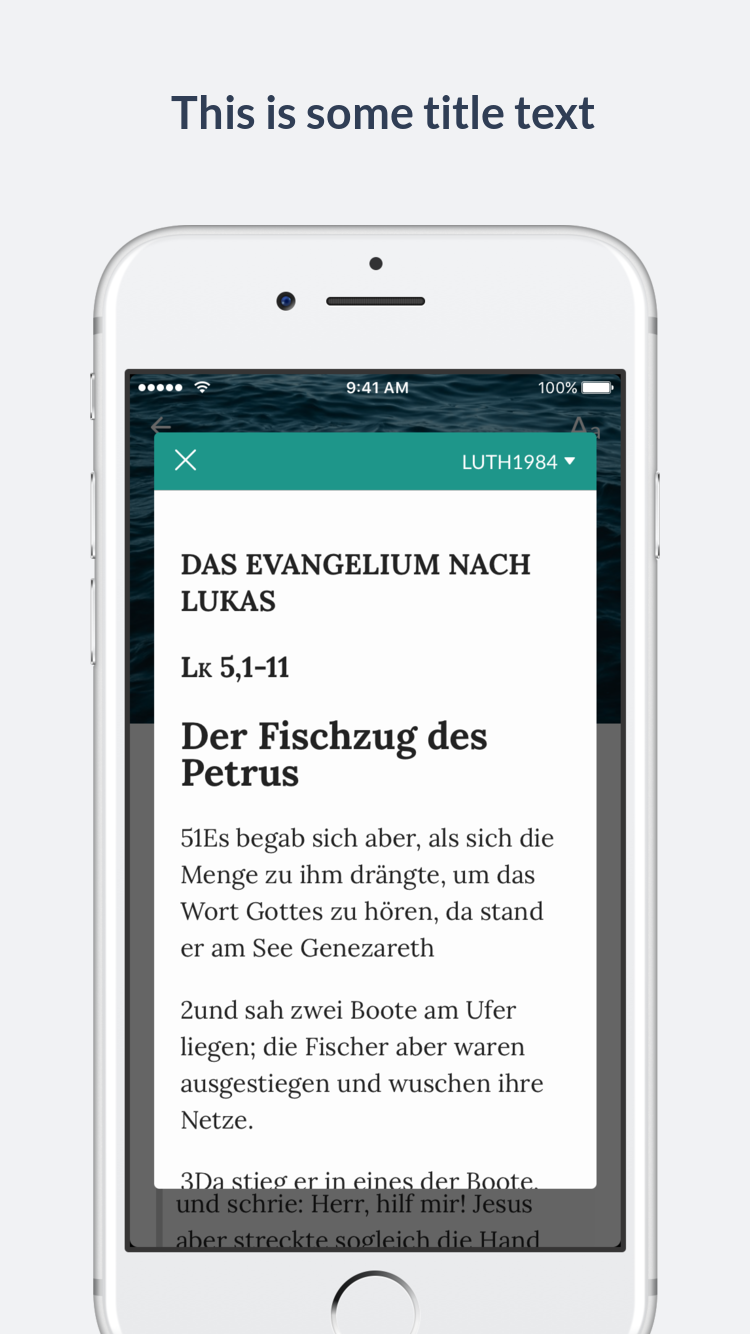 This is some title text
9:41 AM
100%
Aa
LUTH1984
DAS EVANGELIUM NACH
LUKAS
Lk 5,1-11
Der Fischzug des
Petrus
51Es begab sich aber, als sich die
Menge zu ihm drängte, um das
Wort Gottes zu hören, da stand
er am See Genezareth
2und sah zwei Boote am Ufer
liegen; die Fischer aber waren
ausgestiegen und wuschen ihre
Netze.
3Da stieg er in eines der Boote,
und schrie: Herr, hilf mir! Jesus
aber streckte sogleich die Hand